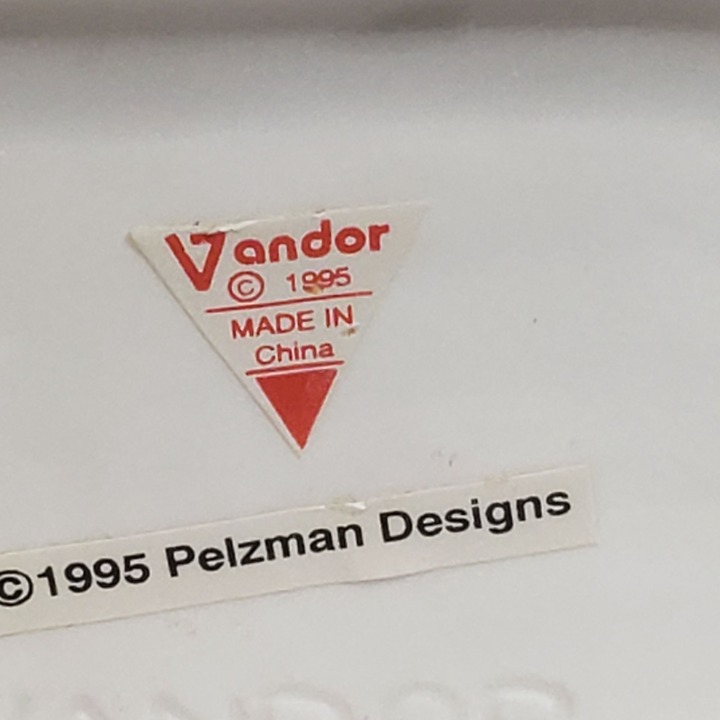 Vandor
© 1995
MADE IN
China
©1995 Pelzman Designs